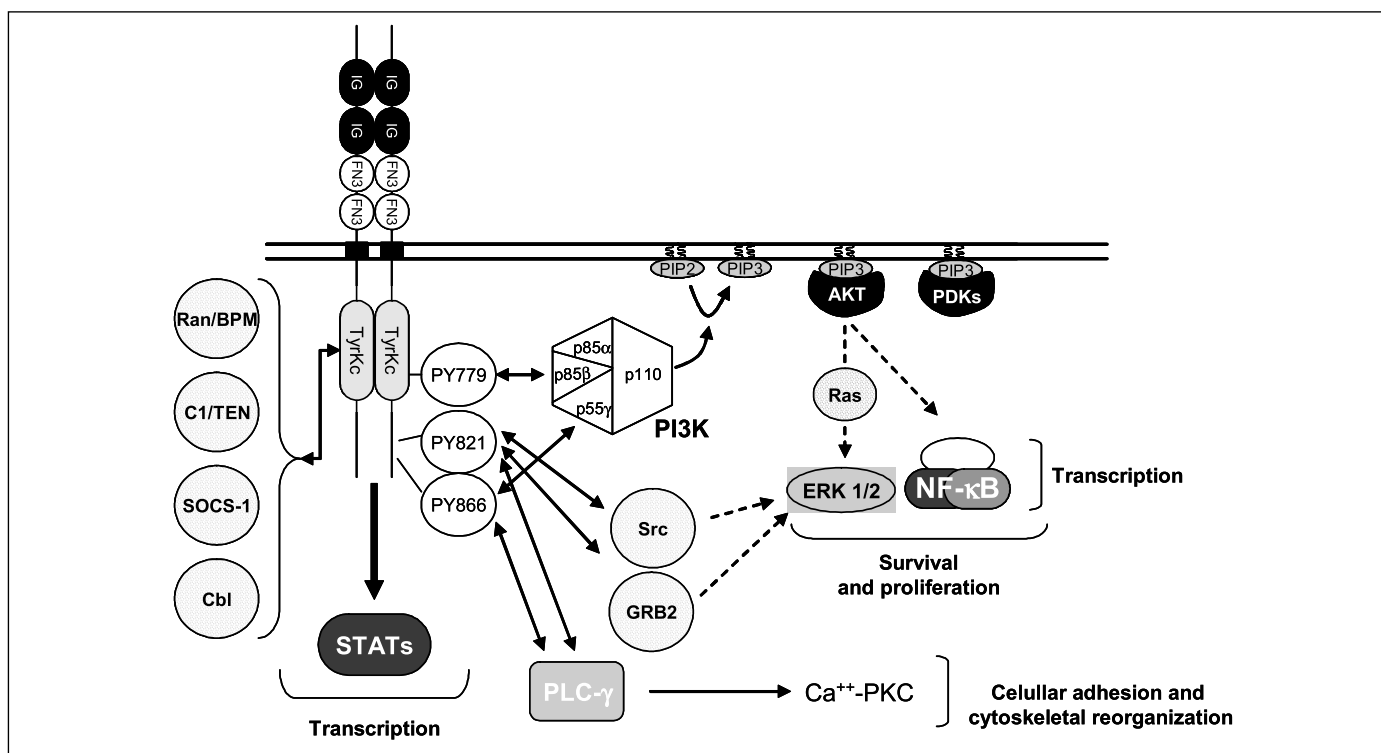 IG IG
IG IG
FN3 FN3
FN3 FN3
PIP2 PIP3 PIP3 PIP3
AKT PDKs
Ran/BPM
TyrKc TyrKc
C1/TEN
SOCS-1
Cbl
PY779
PY821
PY866
p85α
p85β
p55γ
p110
PI3K
Ras
ERK 1/2
NF-κB
Transcription
Survival
and proliferation
Src
GRB2
STATs
Transcription
PLC-γ
Ca⁺⁺-PKC
Celullar adhesion and
cytoskeletal reorganization